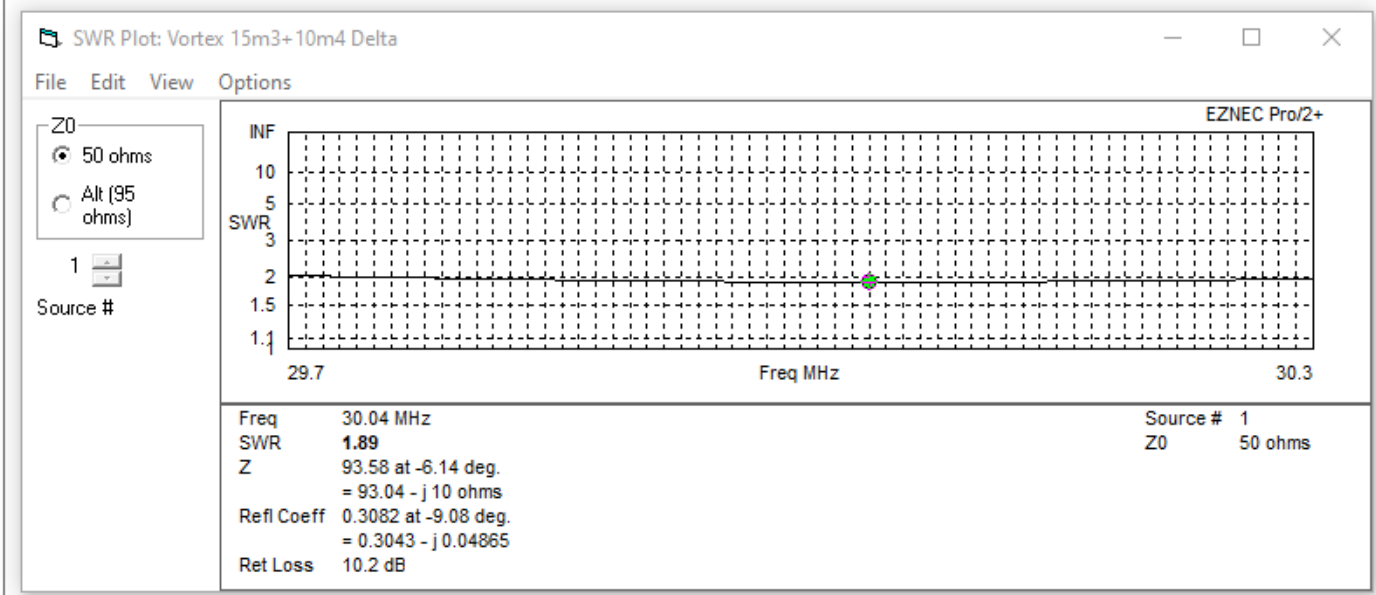 SWR Plot: Vortex 15m3+10m4 Delta
File Edit View Options
EZNEC Pro/2+
Z0
50 ohms
Alt (95
ohms)
1
Source #
INF
10
5
SWR
3
2
1.5
1.1
1
29.7 Freq MHz 30.3
Freq 30.04 MHz Source # 1
SWR 1.89 Z0 50 ohms
Z 93.58 at -6.14 deg.
= 93.04 - j 10 ohms
Refl Coeff 0.3082 at -9.08 deg.
= 0.3043 - j 0.04865
Ret Loss 10.2 dB